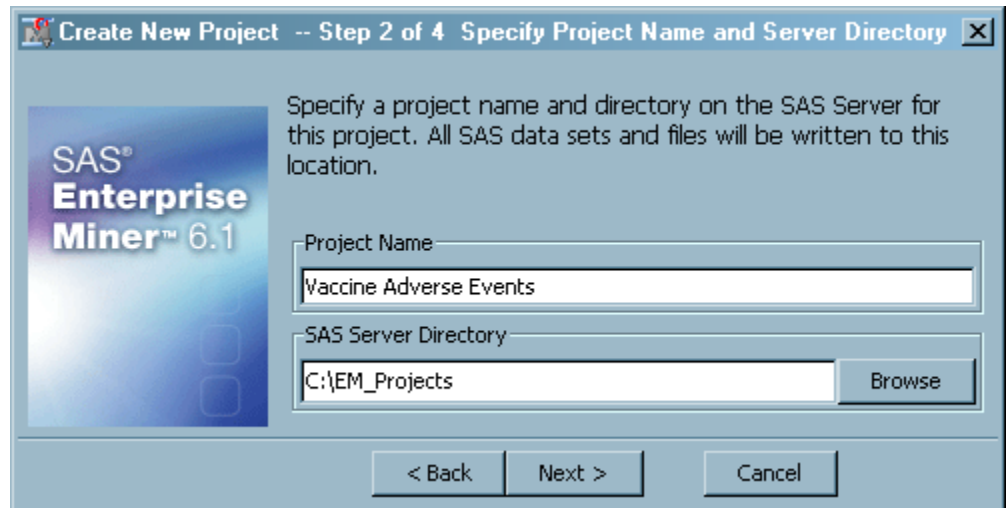 Create New Project -- Step 2 of 4 Specify Project Name and Server Directory
Specify a project name and directory on the SAS Server for
this project. All SAS data sets and files will be written to this
location.
SAS®
Enterprise
Miner™ 6.1
Project Name
Vaccine Adverse Events
SAS Server Directory
C:\EM_Projects
Browse
< Back
Next >
Cancel